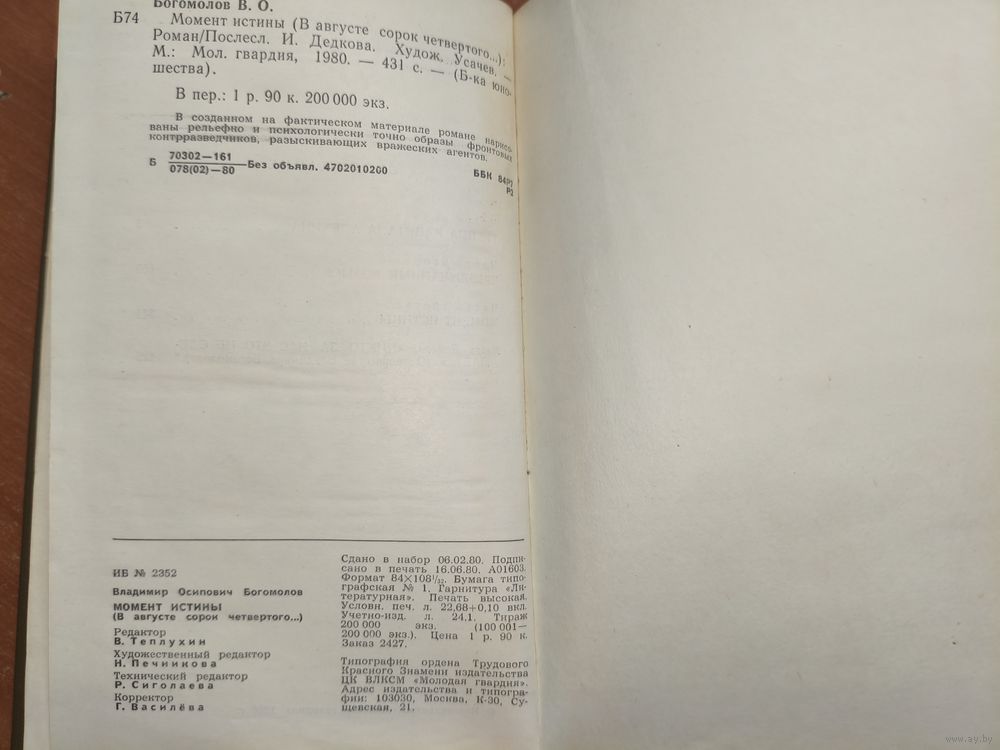 Богомолов В. О.
Б74 Момент истины (В августе сорок четвертого...):
Роман/Послесл. И. Дедкова. Худож. Усачев. —
М.: Мол. гвардия, 1980. — 431 с. — (Б-ка юно-
шества).
В пер.: 1 р. 90 к. 200 000 экз.
В созданном на фактическом материале романе нарисо-
ваны рельефно и психологически точно образы фронтовых
контрразведчиков, разыскивающих вражеских агентов.
Б 70302—161
078(02)—80 Без объявл. 4702010200
ББК 84Р7
Р2
ИБ № 2352
Владимир Осипович Богомолов
МОМЕНТ ИСТИНЫ
(В августе сорок четвертого...)
Редактор
В. Теплухин
Художественный редактор
Н. Печникова
Технический редактор
Р. Сиголаева
Корректор
Г. Василёва
Сдано в набор 06.02.80. Подпи-
сано в печать 16.06.80. А01603.
Формат 84×108¹/₃₂. Бумага типо-
графская № 1. Гарнитура «Ли-
тературная». Печать высокая.
Условн. печ. л. 22,68+0,10 вкл.
Учетно-изд. л. 24,1. Тираж
200 000 экз. (100 001—
200 000 экз.). Цена 1 р. 90 к.
Заказ 2427.
Типография ордена Трудового
Красного Знамени издательства
ЦК ВЛКСМ «Молодая гвардия».
Адрес издательства и типогра-
фии: 103030, Москва, К-30, Су-
щевская, 21.
www.ay.by